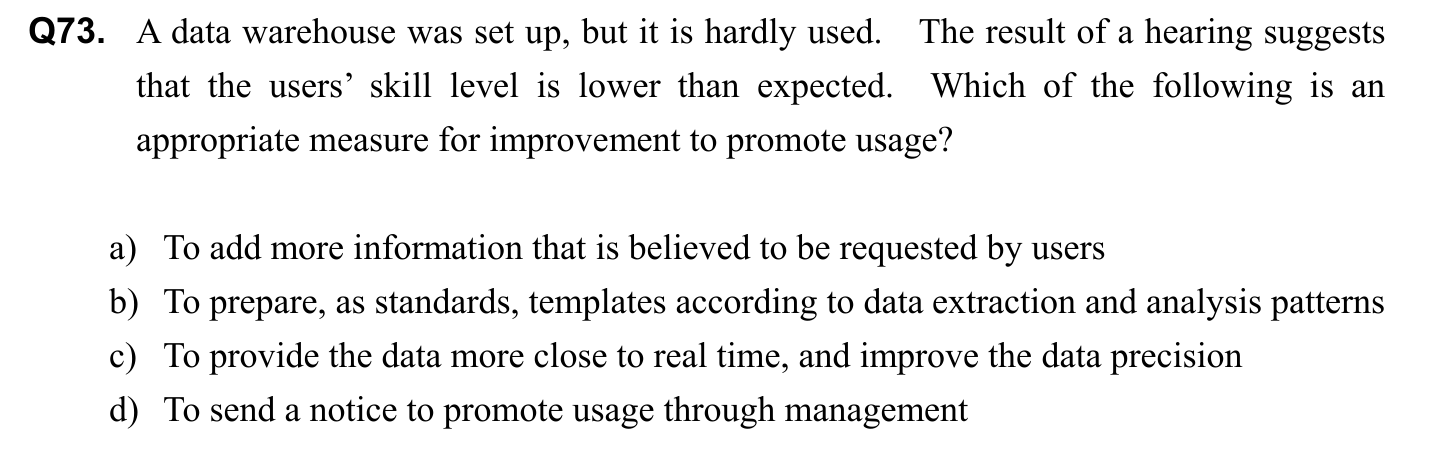 Q73. A data warehouse was set up, but it is hardly used. The result of a hearing suggests
that the users’ skill level is lower than expected. Which of the following is an
appropriate measure for improvement to promote usage?
a) To add more information that is believed to be requested by users
b) To prepare, as standards, templates according to data extraction and analysis patterns
c) To provide the data more close to real time, and improve the data precision
d) To send a notice to promote usage through management